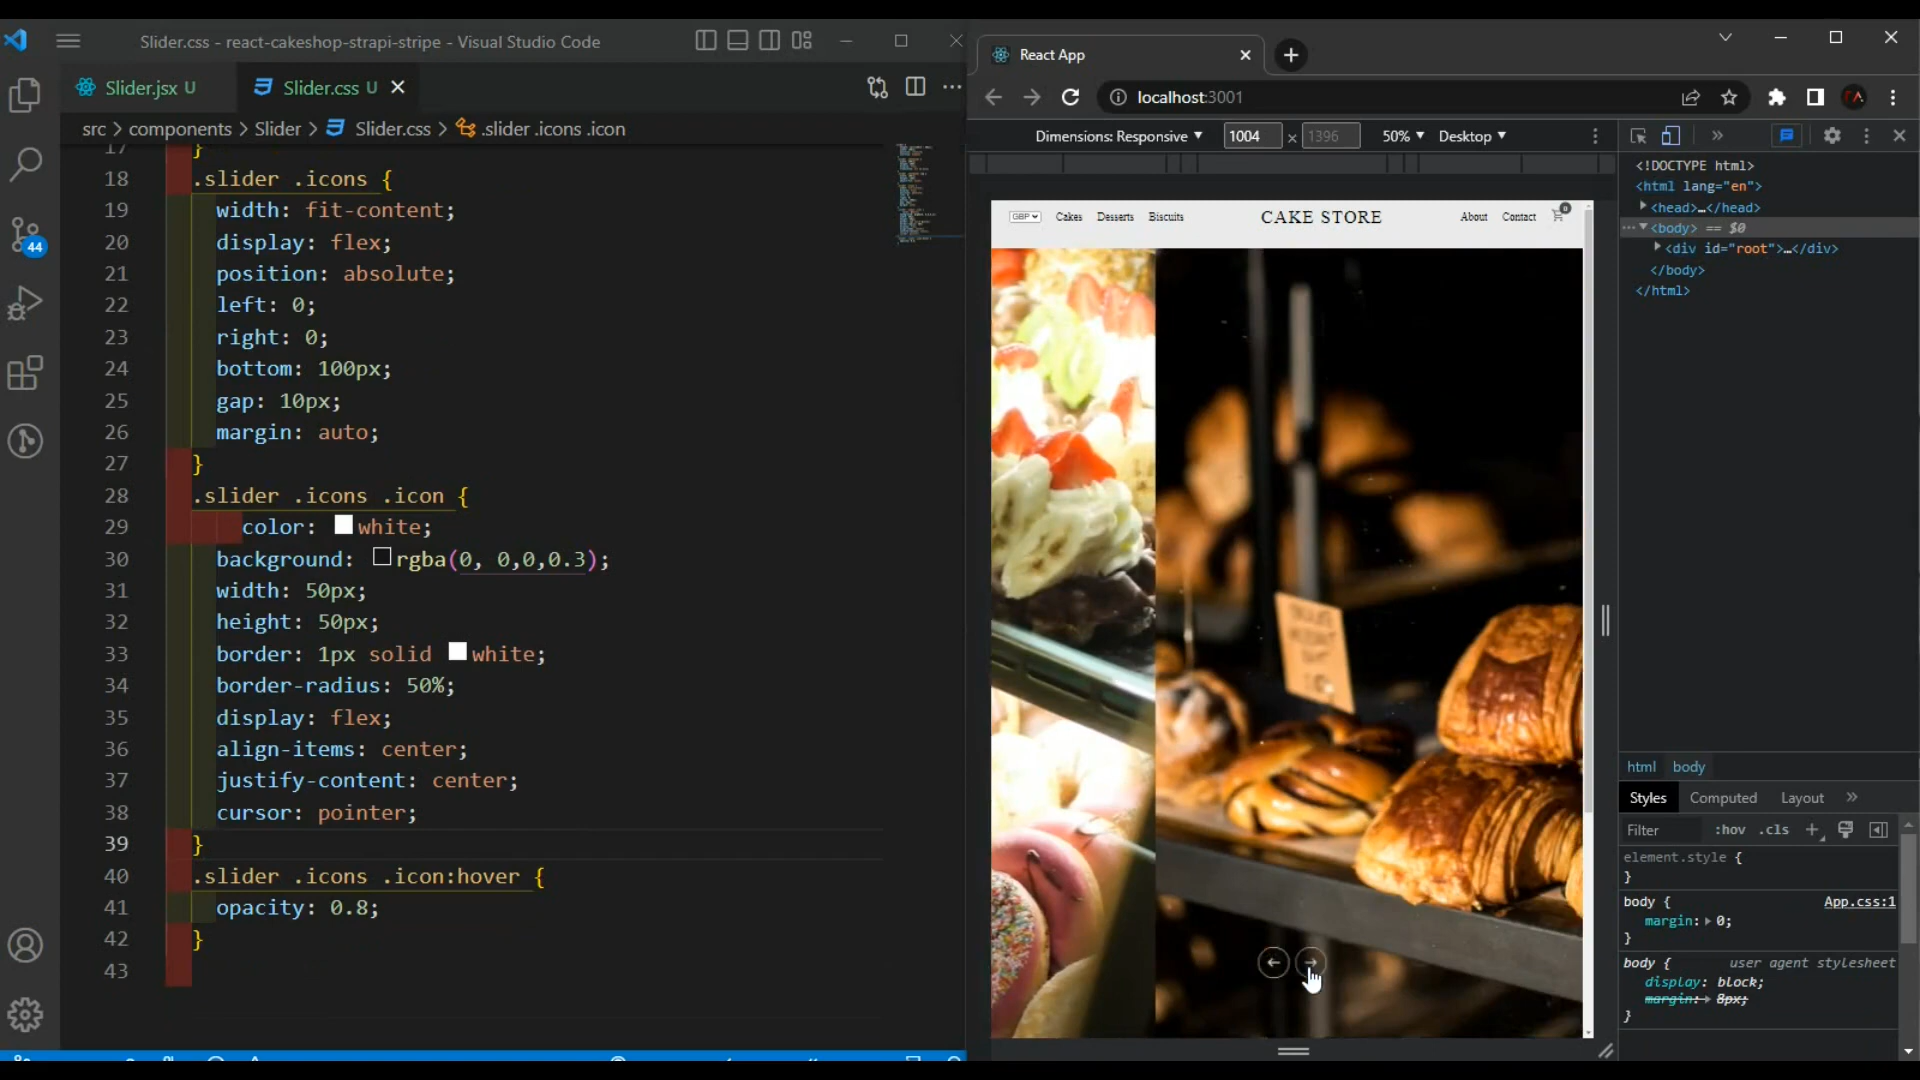 Slider.css - react-cakeshop-strapi-stripe - Visual Studio Code
Slider.jsx U
Slider.css U
src > components > Slider > Slider.css > .slider .icons .icon
17 }
18 .slider .icons {
19 width: fit-content;
20 display: flex;
21 position: absolute;
22 left: 0;
23 right: 0;
24 bottom: 100px;
25 gap: 10px;
26 margin: auto;
27 }
28 .slider .icons .icon {
29 color: white;
30 background: rgba(0, 0,0,0.3);
31 width: 50px;
32 height: 50px;
33 border: 1px solid white;
34 border-radius: 50%;
35 display: flex;
36 align-items: center;
37 justify-content: center;
38 cursor: pointer;
39 }
40 .slider .icons .icon:hover {
41 opacity: 0.8;
42 }
43
44
React App
localhost:3001
Dimensions: Responsive 1004 x 1396 50% Desktop
GBP Cakes Desserts Biscuits CAKE STORE About Contact 0
<!DOCTYPE html>
<html lang="en">
<head>…</head>
<body> == $0
<div id="root">…</div>
</body>
</html>
html body
Styles Computed Layout
Filter :hov .cls +
element.style {
}
body { App.css:1
margin: 0;
}
body { user agent stylesheet
display: block;
margin: 8px;
}